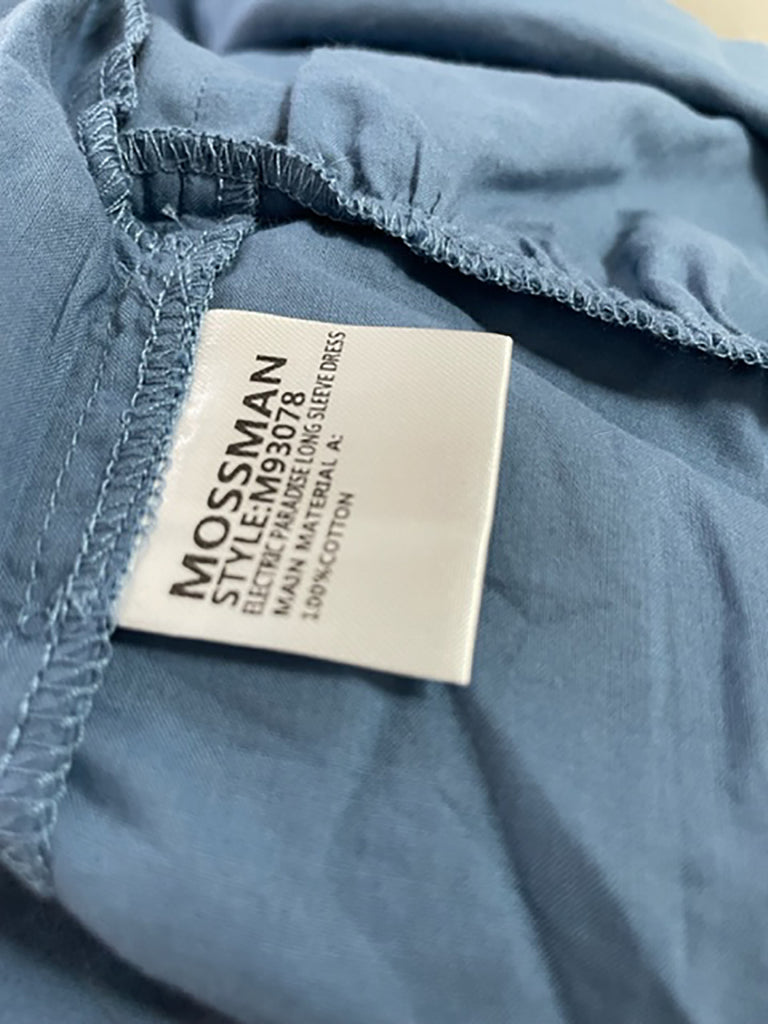 MOSSMAN
STYLE:M93078
ELECTRIC PARADISE LONG SLEEVE DRESS
MAIN MATERIAL A:
100%COTTON